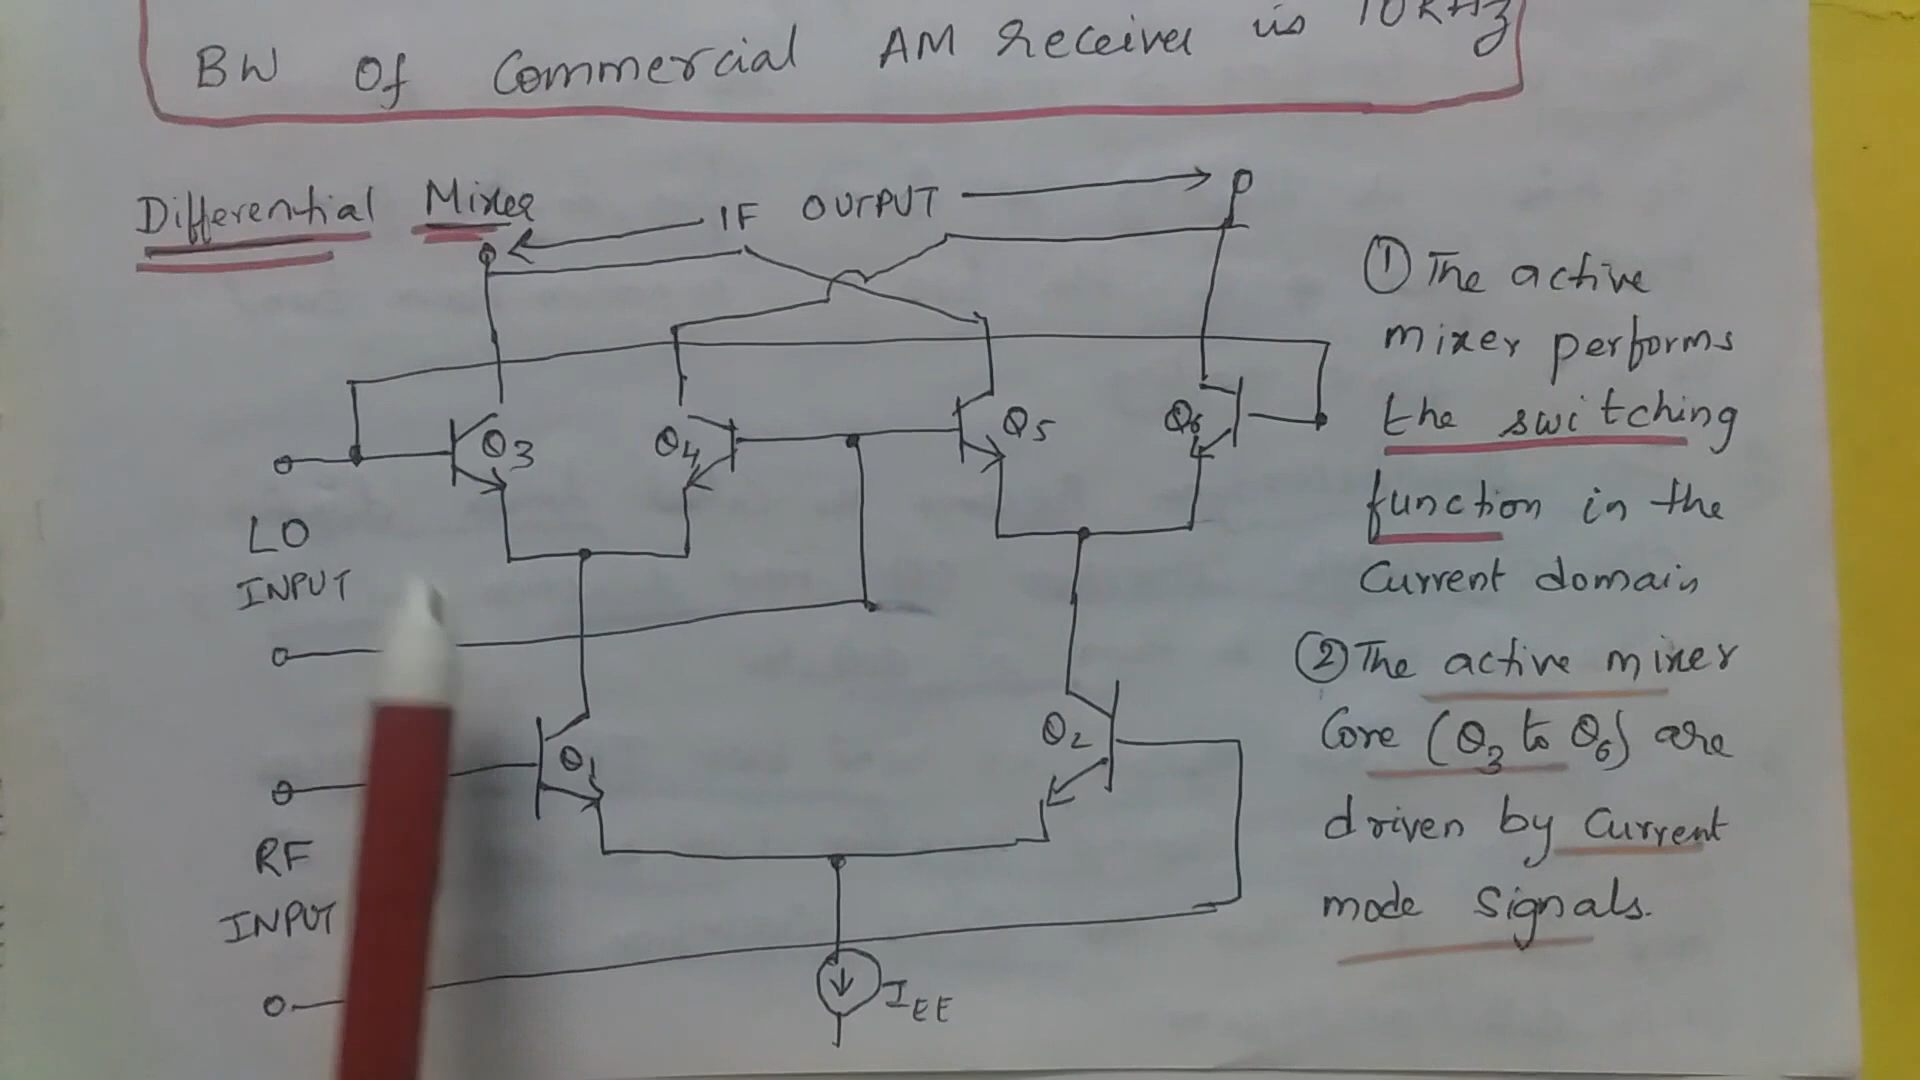 BW of Commercial AM receiver is 10kHz
Differential Mixer
IF OUTPUT
① The active
mixer performs
the switching
function in the
Current domain
② The active mixer
Core (Q3 to Q6) are
driven by Current
mode signals.
Q3
Q4
Q5
Q6
LO
INPUT
Q1
Q2
RF
INPUT
IEE